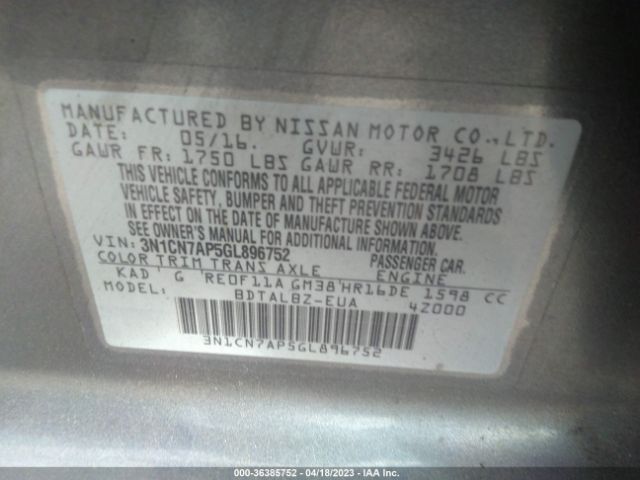 MANUFACTURED BY NISSAN MOTOR CO.,LTD.
DATE: 05/16. GVWR: 3426 LBS
GAWR FR: 1750 LBS GAWR RR: 1708 LBS
THIS VEHICLE CONFORMS TO ALL APPLICABLE FEDERAL MOTOR
VEHICLE SAFETY, BUMPER AND THEFT PREVENTION STANDARDS
IN EFFECT ON THE DATE OF MANUFACTURE SHOWN ABOVE.
SEE OWNER'S MANUAL FOR ADDITIONAL INFORMATION
VIN: 3N1CN7AP5GL896752 PASSENGER CAR.
COLOR TRIM TRANS AXLE ENGINE
KAD G RE0F11A GM38 HR16DE 1598 CC
MODEL: BDTALBZ-EUA 4Z000
3N1CN7AP5GL896752
000-36385752 - 04/18/2023 - IAA Inc.